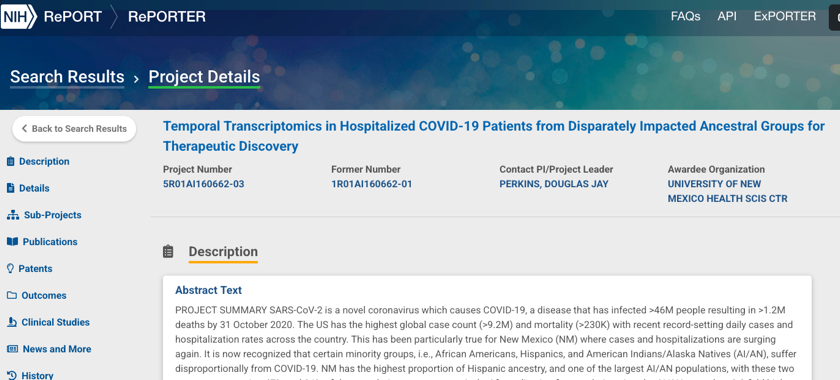 NIH RePORT RePORTER FAQs API ExPORTER
Search Results › Project Details
Back to Search Results
Temporal Transcriptomics in Hospitalized COVID-19 Patients from Disparately Impacted Ancestral Groups for
Therapeutic Discovery
Project Number Former Number Contact PI/Project Leader Awardee Organization
5R01AI160662-03 1R01AI160662-01 PERKINS, DOUGLAS JAY UNIVERSITY OF NEW
MEXICO HEALTH SCIS CTR
Description
Details
Sub-Projects
Publications
Patents
Outcomes
Clinical Studies
News and More
History
Description
Abstract Text
PROJECT SUMMARY SARS-CoV-2 is a novel coronavirus which causes COVID-19, a disease that has infected >46M people resulting in >1.2M
deaths by 31 October 2020. The US has the highest global case count (>9.2M) and mortality (>230K) with recent record-setting daily cases and
hospitalization rates across the country. This has been particularly true for New Mexico (NM) where cases and hospitalizations are surging
again. It is now recognized that certain minority groups, i.e., African Americans, Hispanics, and American Indians/Alaska Natives (AI/AN), suffer
disproportionally from COVID-19. NM has the highest proportion of Hispanic ancestry, and one of the largest AI/AN populations, with these two